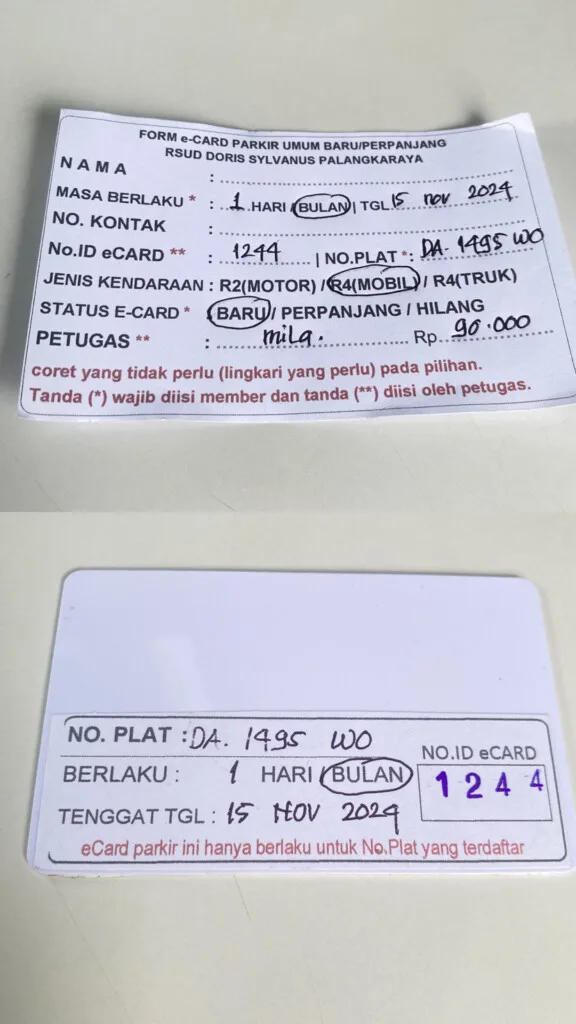 FORM e-CARD PARKIR UMUM BARU/PERPANJANG
RSUD DORIS SYLVANUS PALANGKARAYA
NAMA :
MASA BERLAKU * : 1 HARI / BULAN | TGL 15 nov 2024
NO. KONTAK :
No.ID eCARD ** : 1244 | NO.PLAT *: DA. 1495 WO
JENIS KENDARAAN : R2(MOTOR) / R4(MOBIL) / R4(TRUK)
STATUS E-CARD * (BARU / PERPANJANG / HILANG
PETUGAS ** : mila. Rp. 90.000
coret yang tidak perlu (lingkari yang perlu) pada pilihan.
Tanda (*) wajib diisi member dan tanda (**) diisi oleh petugas.
NO. PLAT : DA. 1495 WO
NO.ID eCARD
BERLAKU : 1 HARI / BULAN
1244
TENGGAT TGL : 15 NOV 2024
eCard parkir ini hanya berlaku untuk No.Plat yang terdaftar